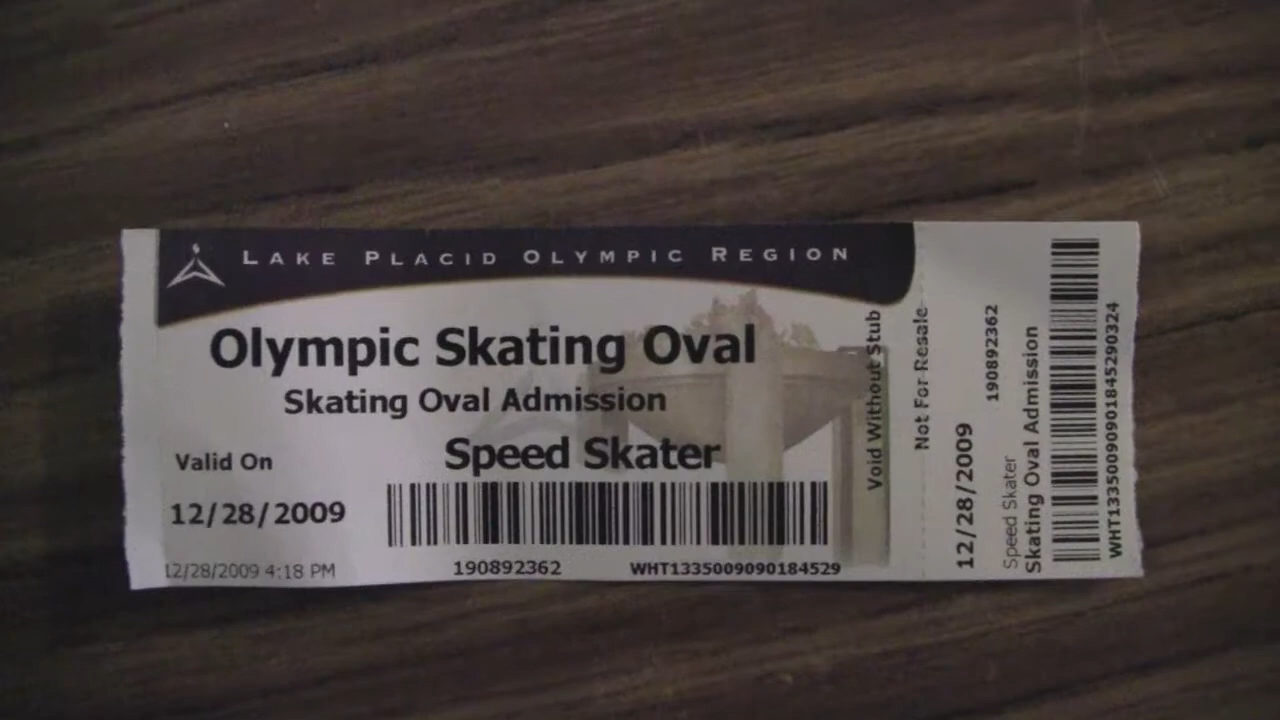 LAKE PLACID OLYMPIC REGION
Olympic Skating Oval
Skating Oval Admission
Speed Skater
Valid On
12/28/2009
12/28/2009 4:18 PM
190892362
WHT1335009090184529
Void Without Stub
Not For Resale
12/28/2009
190892362
Speed Skater
Skating Oval Admission
WHT13350090901845290324